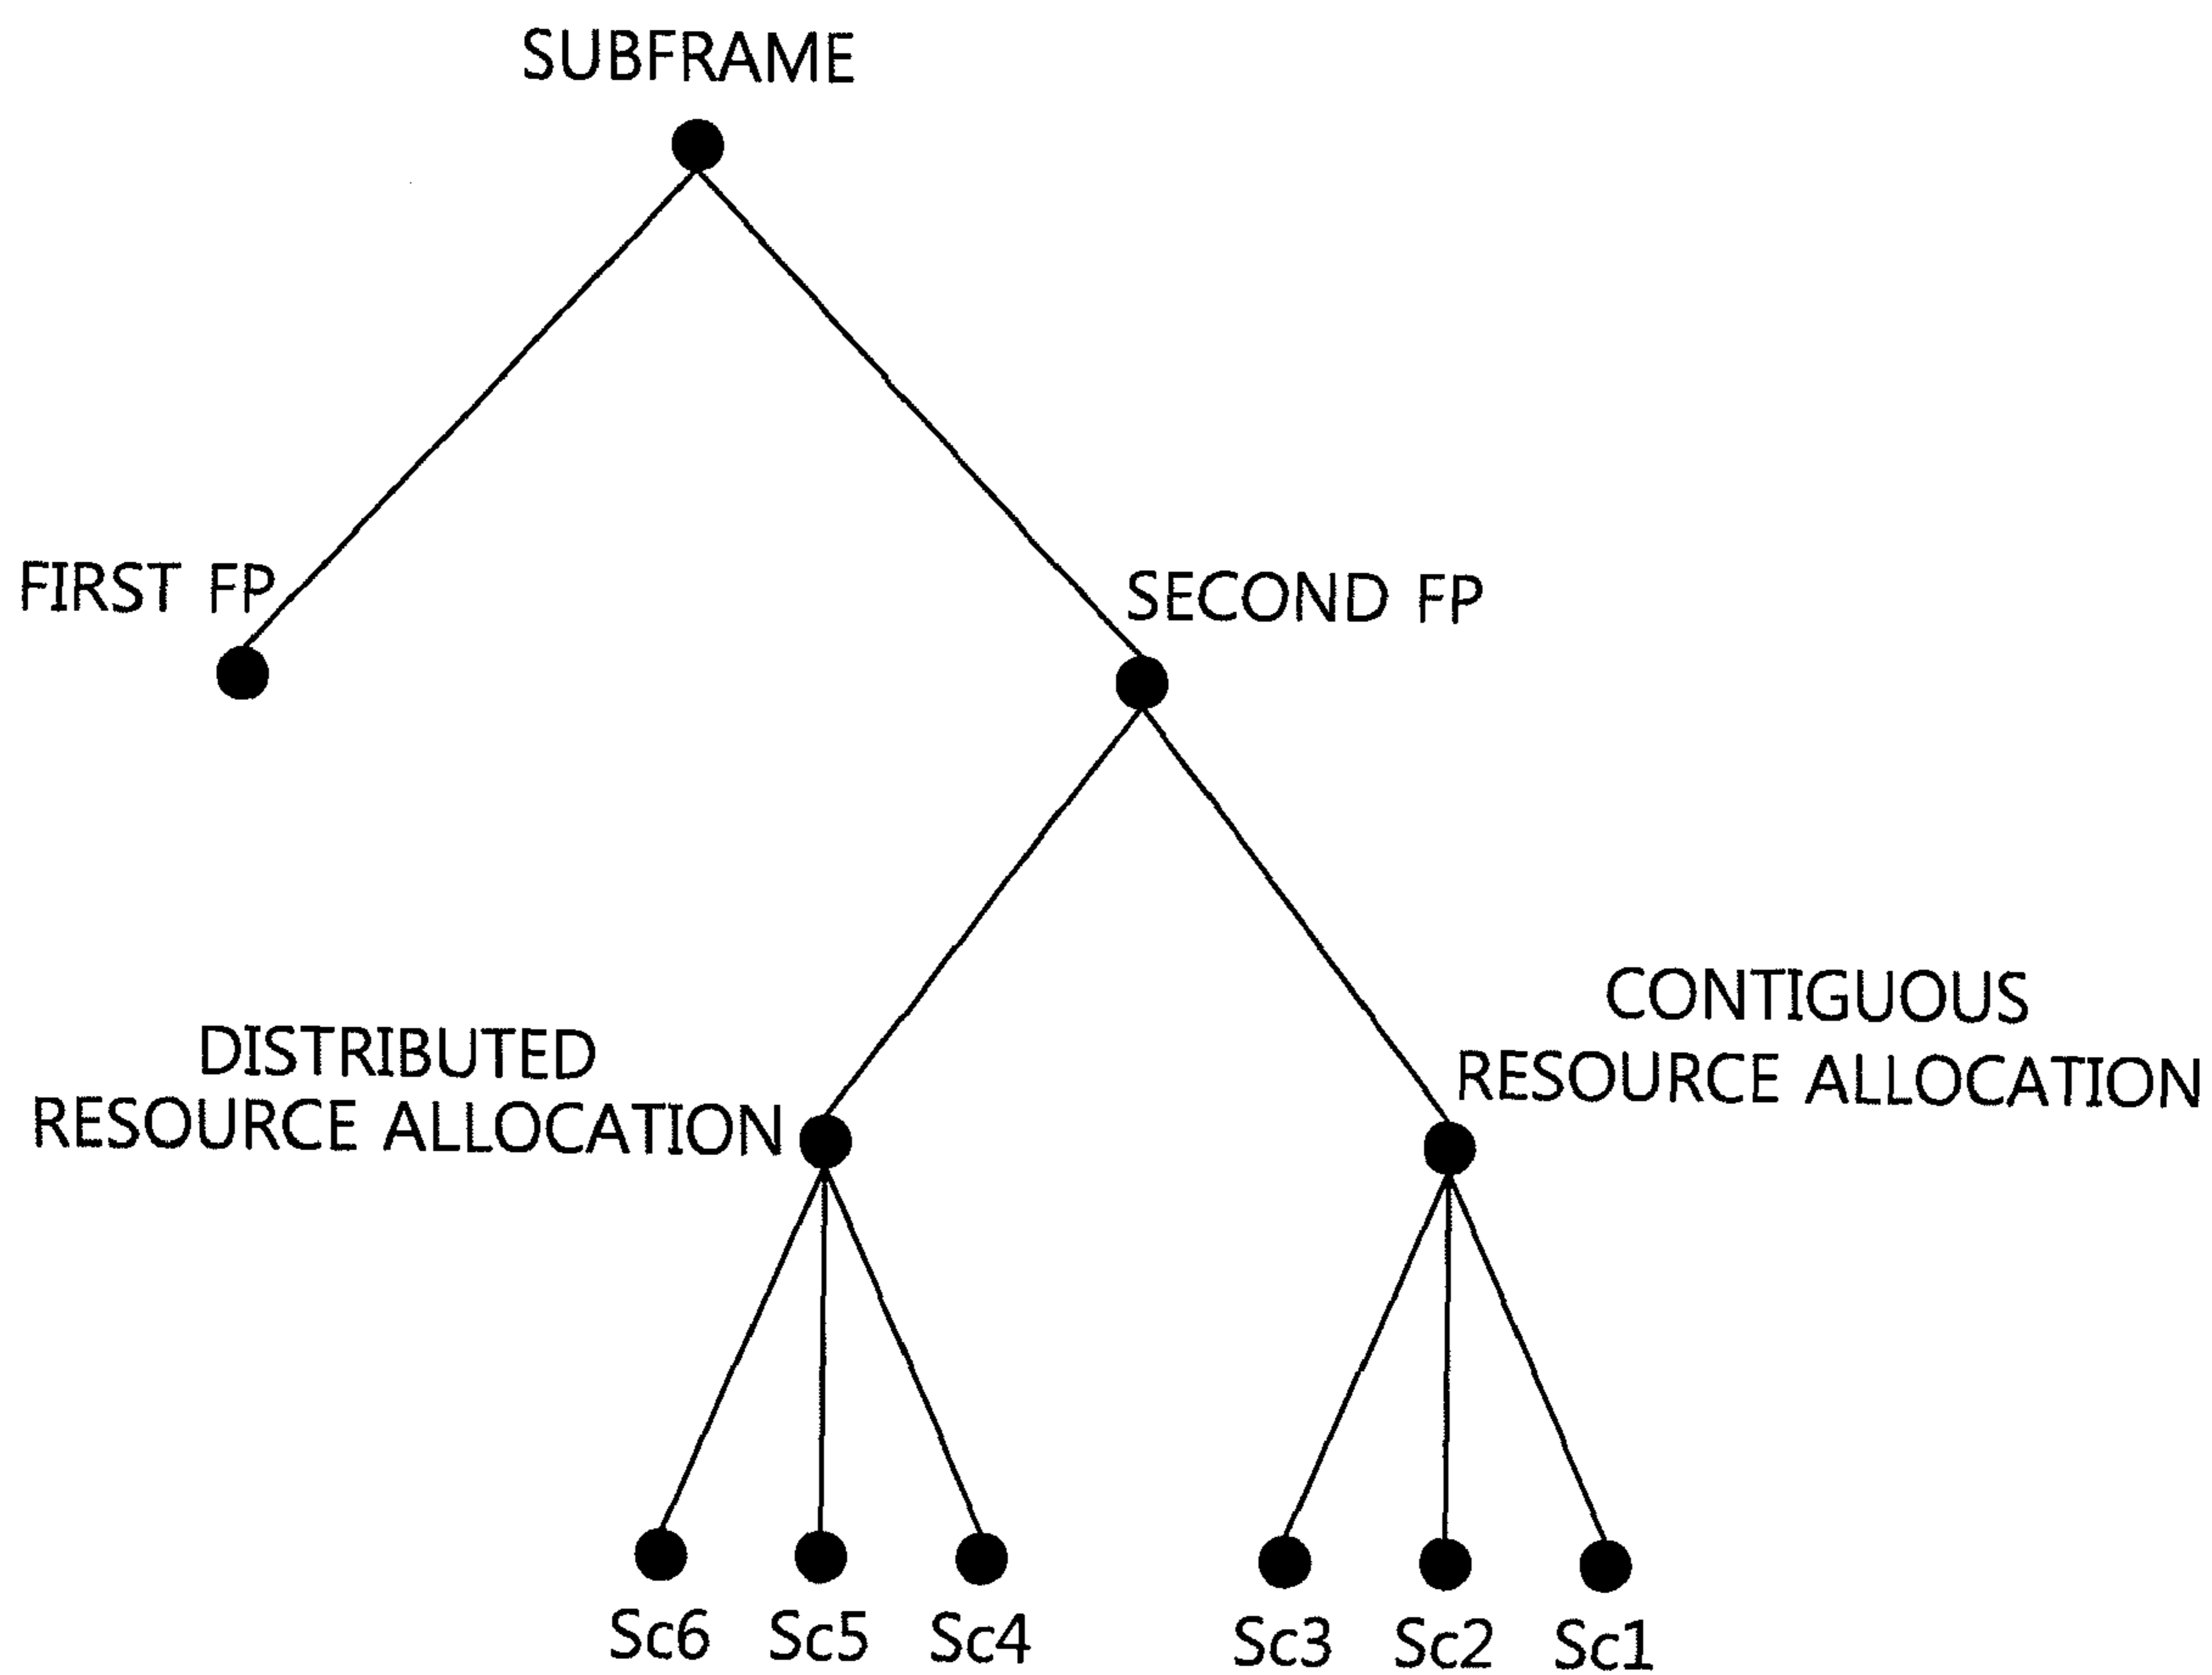 SUBFRAME
FIRST FP
SECOND FP
CONTIGUOUS
RESOURCE ALLOCATION
DISTRIBUTED
RESOURCE ALLOCATION
Sc6 Sc5 Sc4 Sc3 Sc2 Sc1